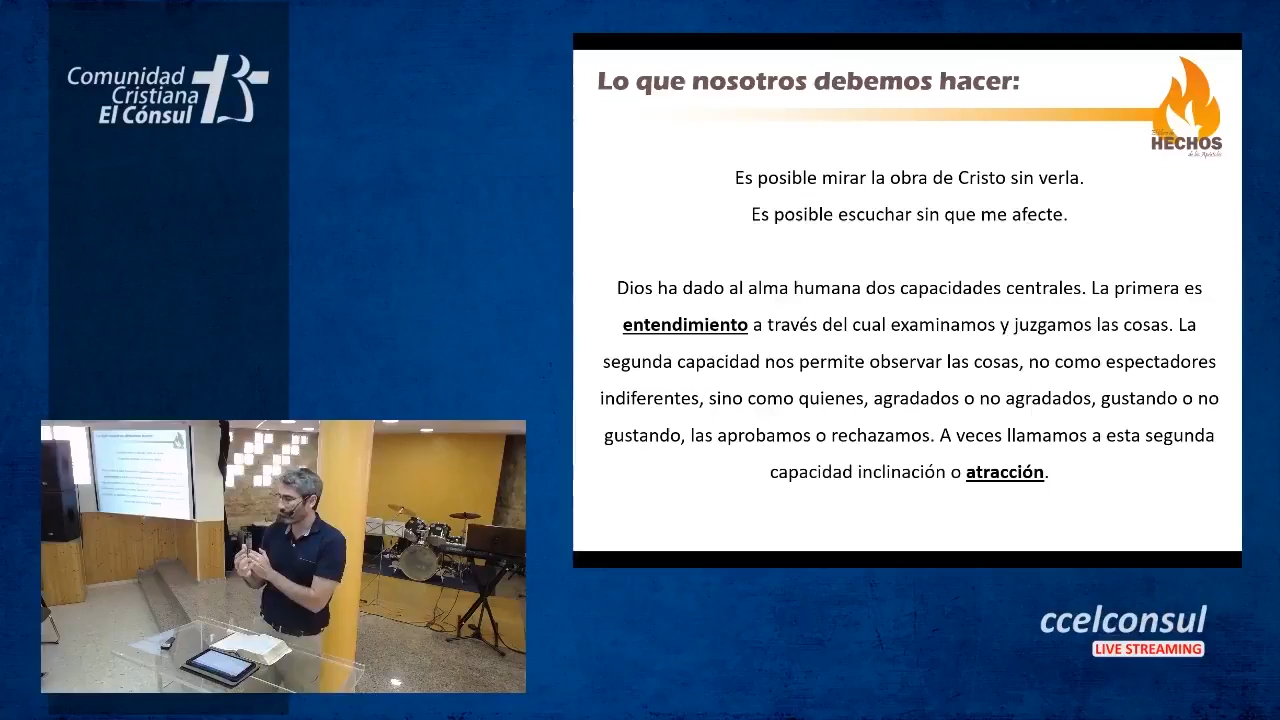 Comunidad
Cristiana
El Cónsul
Lo que nosotros debemos hacer:
HECHOS
de los Apóstoles
Es posible mirar la obra de Cristo sin verla.
Es posible escuchar sin que me afecte.
Dios ha dado al alma humana dos capacidades centrales. La primera es
entendimiento a través del cual examinamos y juzgamos las cosas. La
segunda capacidad nos permite observar las cosas, no como espectadores
indiferentes, sino como quienes, agradados o no agradados, gustando o no
gustando, las aprobamos o rechazamos. A veces llamamos a esta segunda
capacidad inclinación o atracción.
ccelconsul
LIVE STREAMING